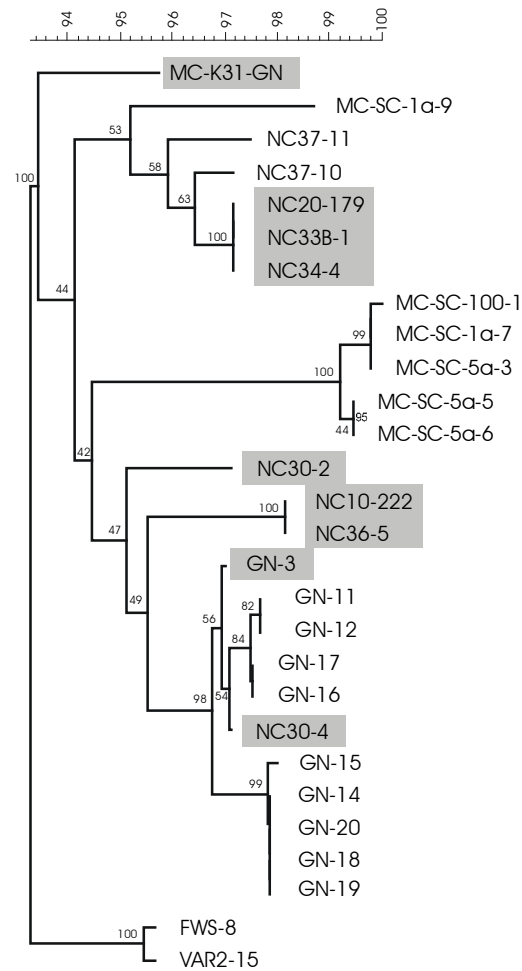 94 95 96 97 98 99 100
MC-K31-GN
MC-SC-1a-9
53
NC37-11
58
NC37-10
100
63
NC20-179
100
NC33B-1
NC34-4
44
MC-SC-100-1
99
MC-SC-1a-7
100
MC-SC-5a-3
MC-SC-5a-5
95
44
MC-SC-5a-6
42
NC30-2
NC10-222
100
47
NC36-5
GN-3
49
GN-11
82
56
GN-12
84
GN-17
98
54
GN-16
NC30-4
GN-15
99
GN-14
GN-20
GN-18
GN-19
FWS-8
100
VAR2-15